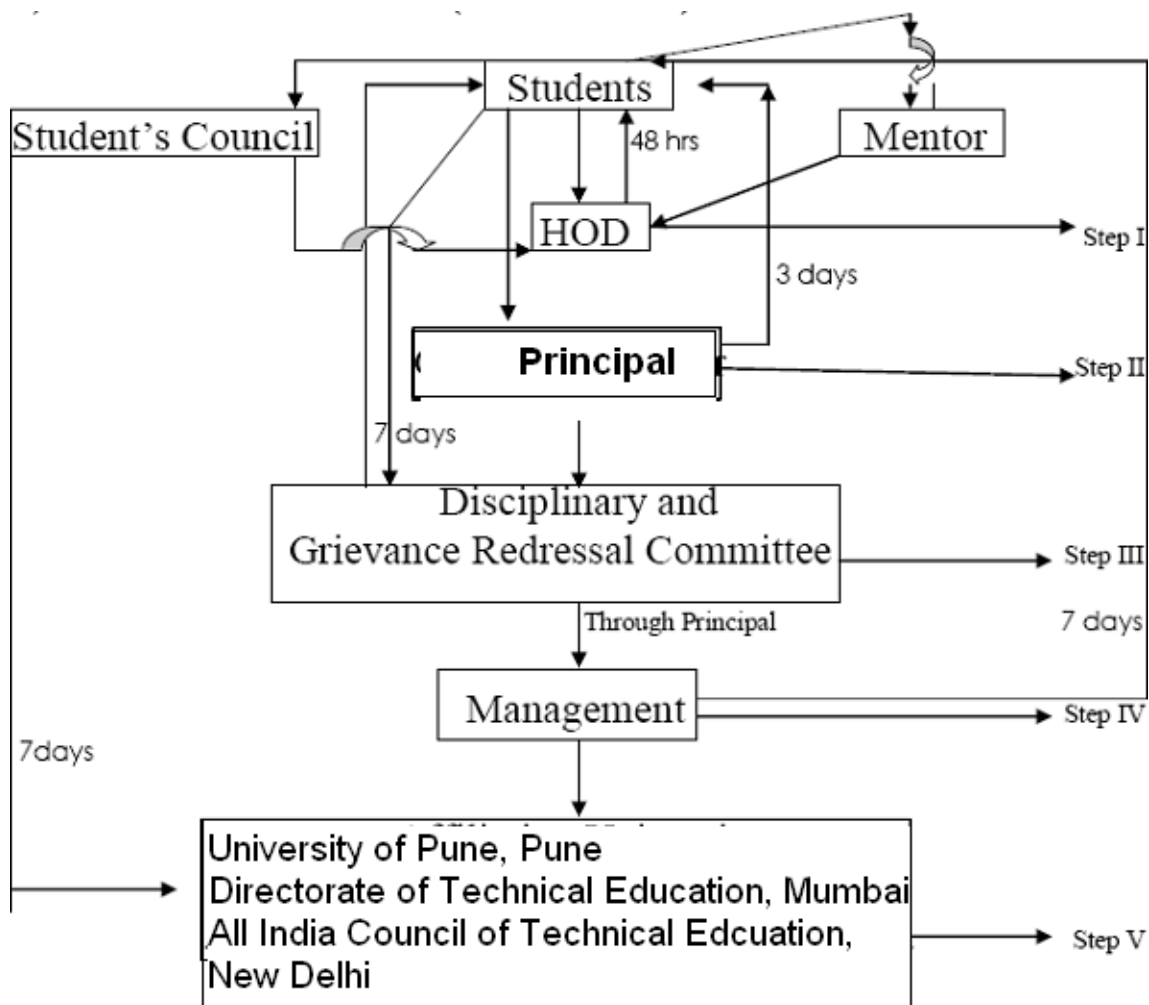 Students
Student's Council
48 hrs
Mentor
HOD
Step I
3 days
Principal
Step II
7 days
Disciplinary and
Grievance Redressal Committee
Step III
Through Principal
7 days
Management
Step IV
7days
University of Pune, Pune
Directorate of Technical Education, Mumbai
All India Council of Technical Edcuation,
New Delhi
Step V